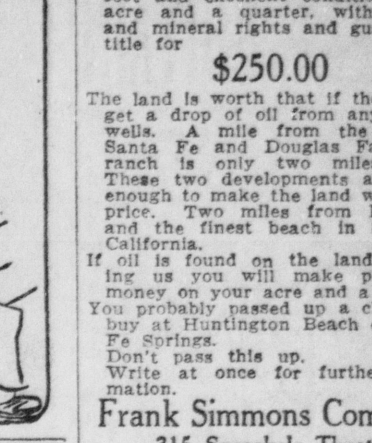 acre and a quarter, with
and mineral rights and gu
title for
$250.00
The land is worth that if th
get a drop of oil from any
wells. A mile from the
Santa Fe and Douglas Fa
ranch is only two miles
These two developments a
enough to make the land w
price. Two miles from
and the finest beach in
California.
If oil is found on the land
ing us you will make p
money on your acre and a
You probably passed up a c
buy at Huntington Beach
Fe Springs.
Don't pass this up.
Write at once for furthe
mation.
Frank Simmons Com